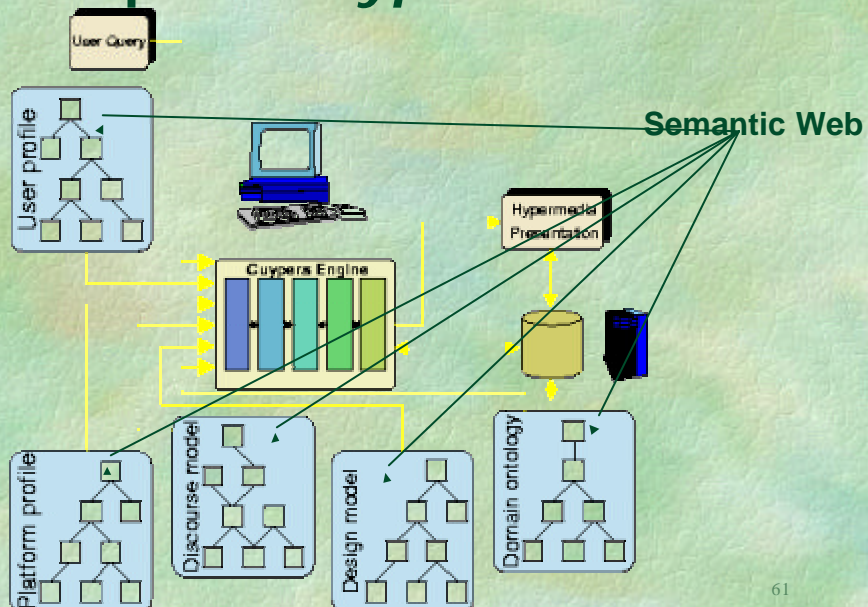 User Query
User profile
Semantic Web
Hypermedia
Presentation
Cuypers Engine
Platform profile
Discourse model
Design model
Domain ontology
61